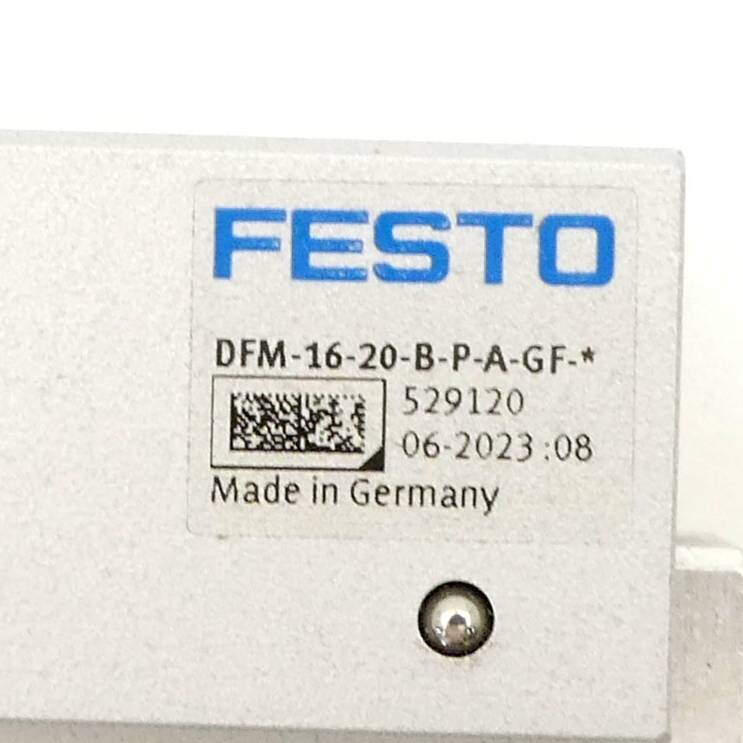 FESTO
DFM-16-20-B-P-A-GF-*
529120
06-2023 :08
Made in Germany